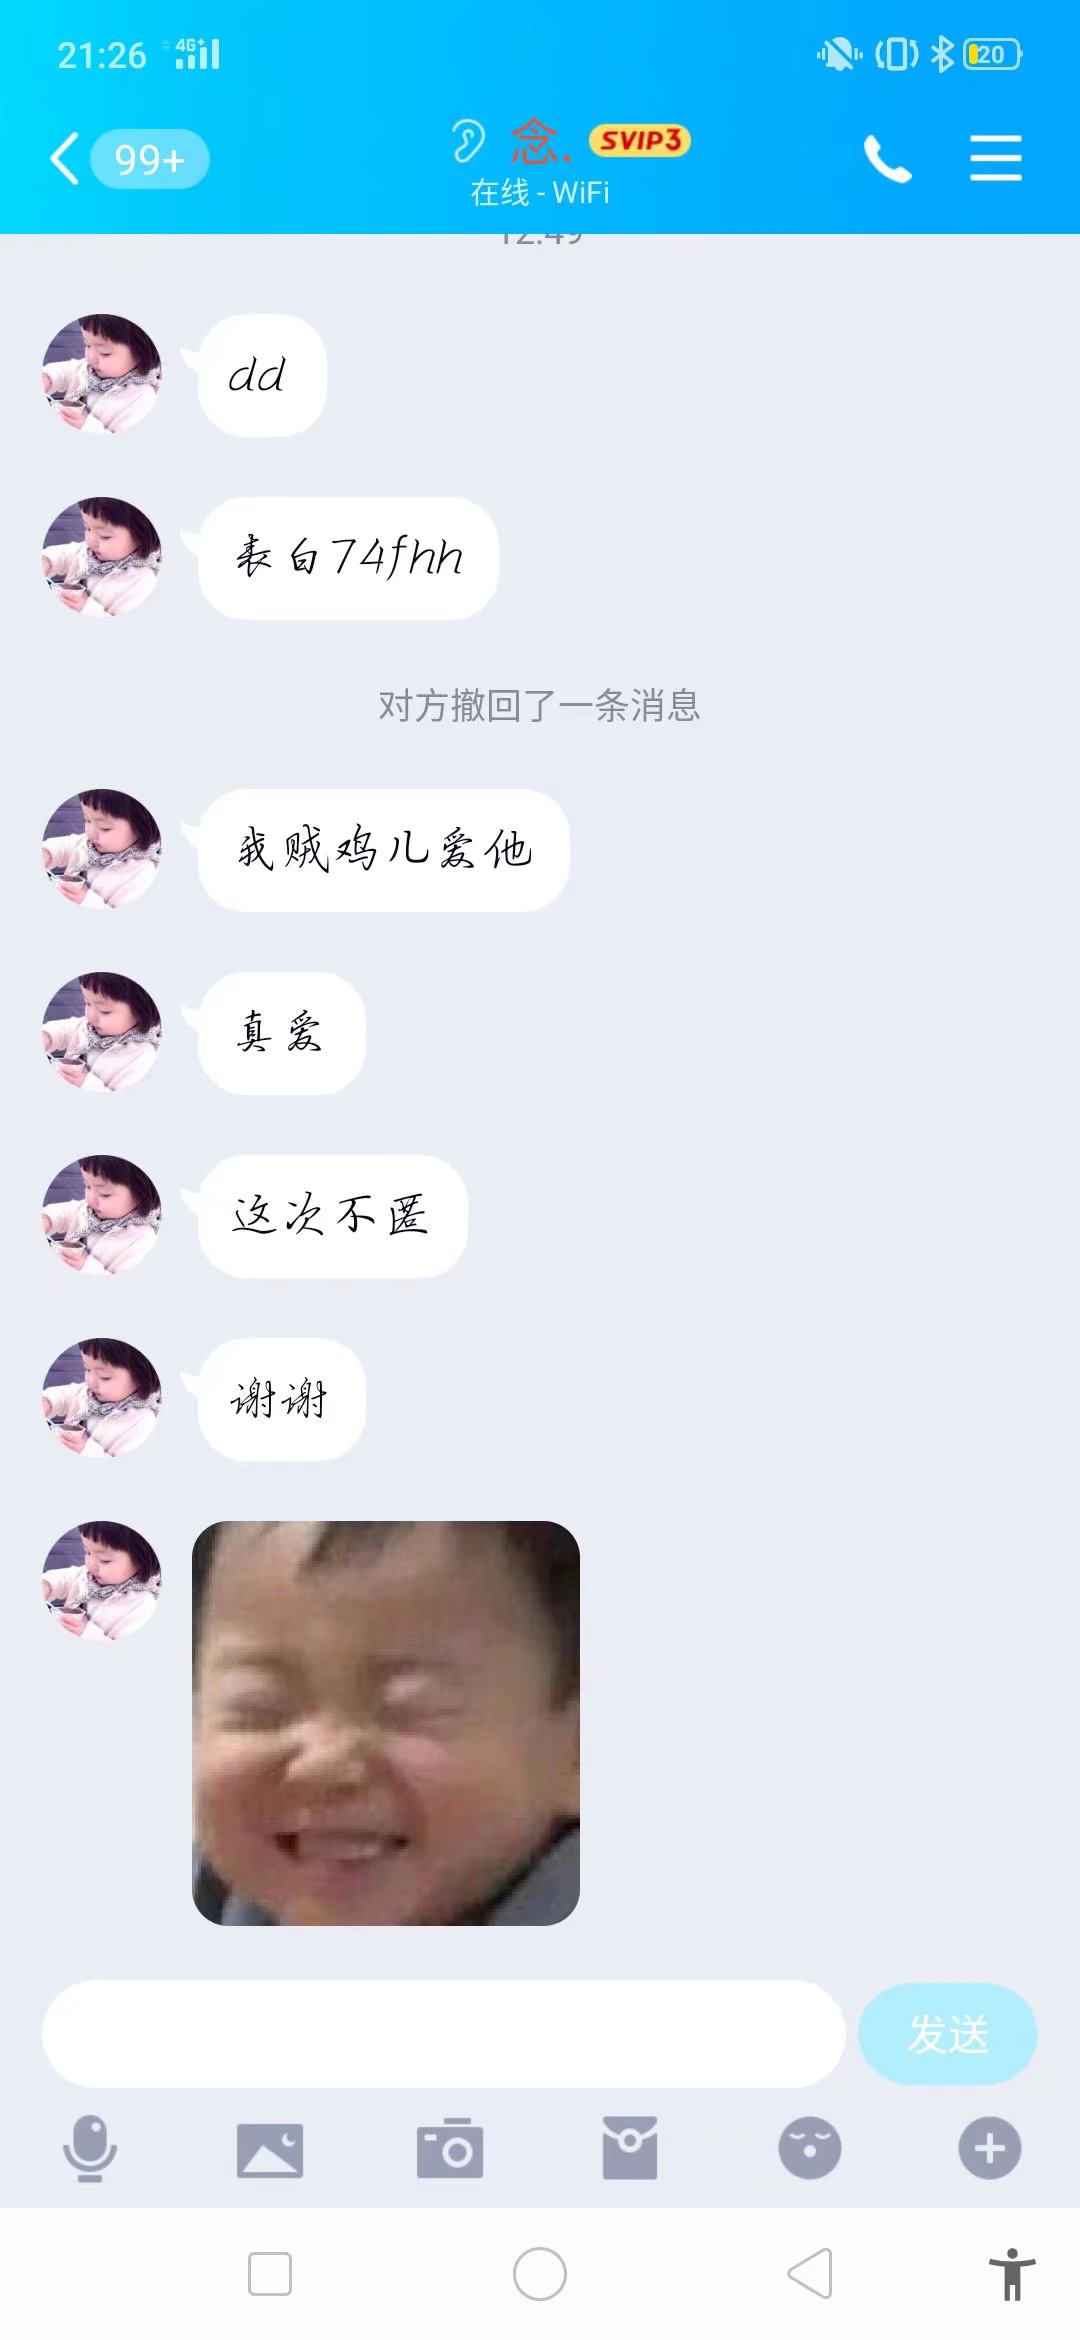 21:26 4G+ 20
99+ 念. SVIP3
在线 - WiFi
12:49
dd
表白74fhh
对方撤回了一条消息
我贼鸡儿爱他
真爱
这次不匿
谢谢
发送